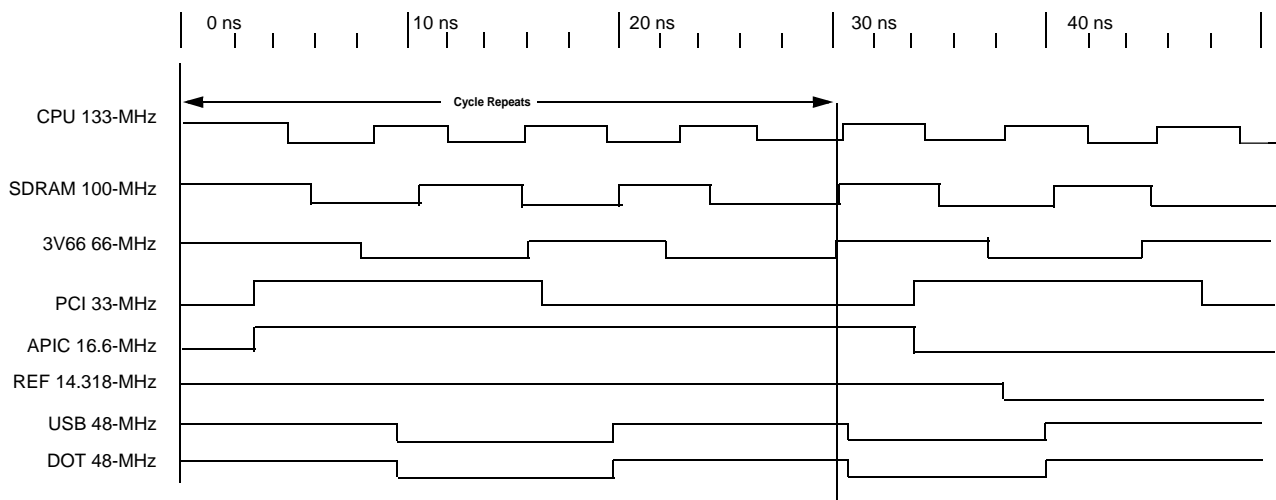 0 ns 10 ns 20 ns 30 ns 40 ns
Cycle Repeats
CPU 133-MHz
SDRAM 100-MHz
3V66 66-MHz
PCI 33-MHz
APIC 16.6-MHz
REF 14.318-MHz
USB 48-MHz
DOT 48-MHz